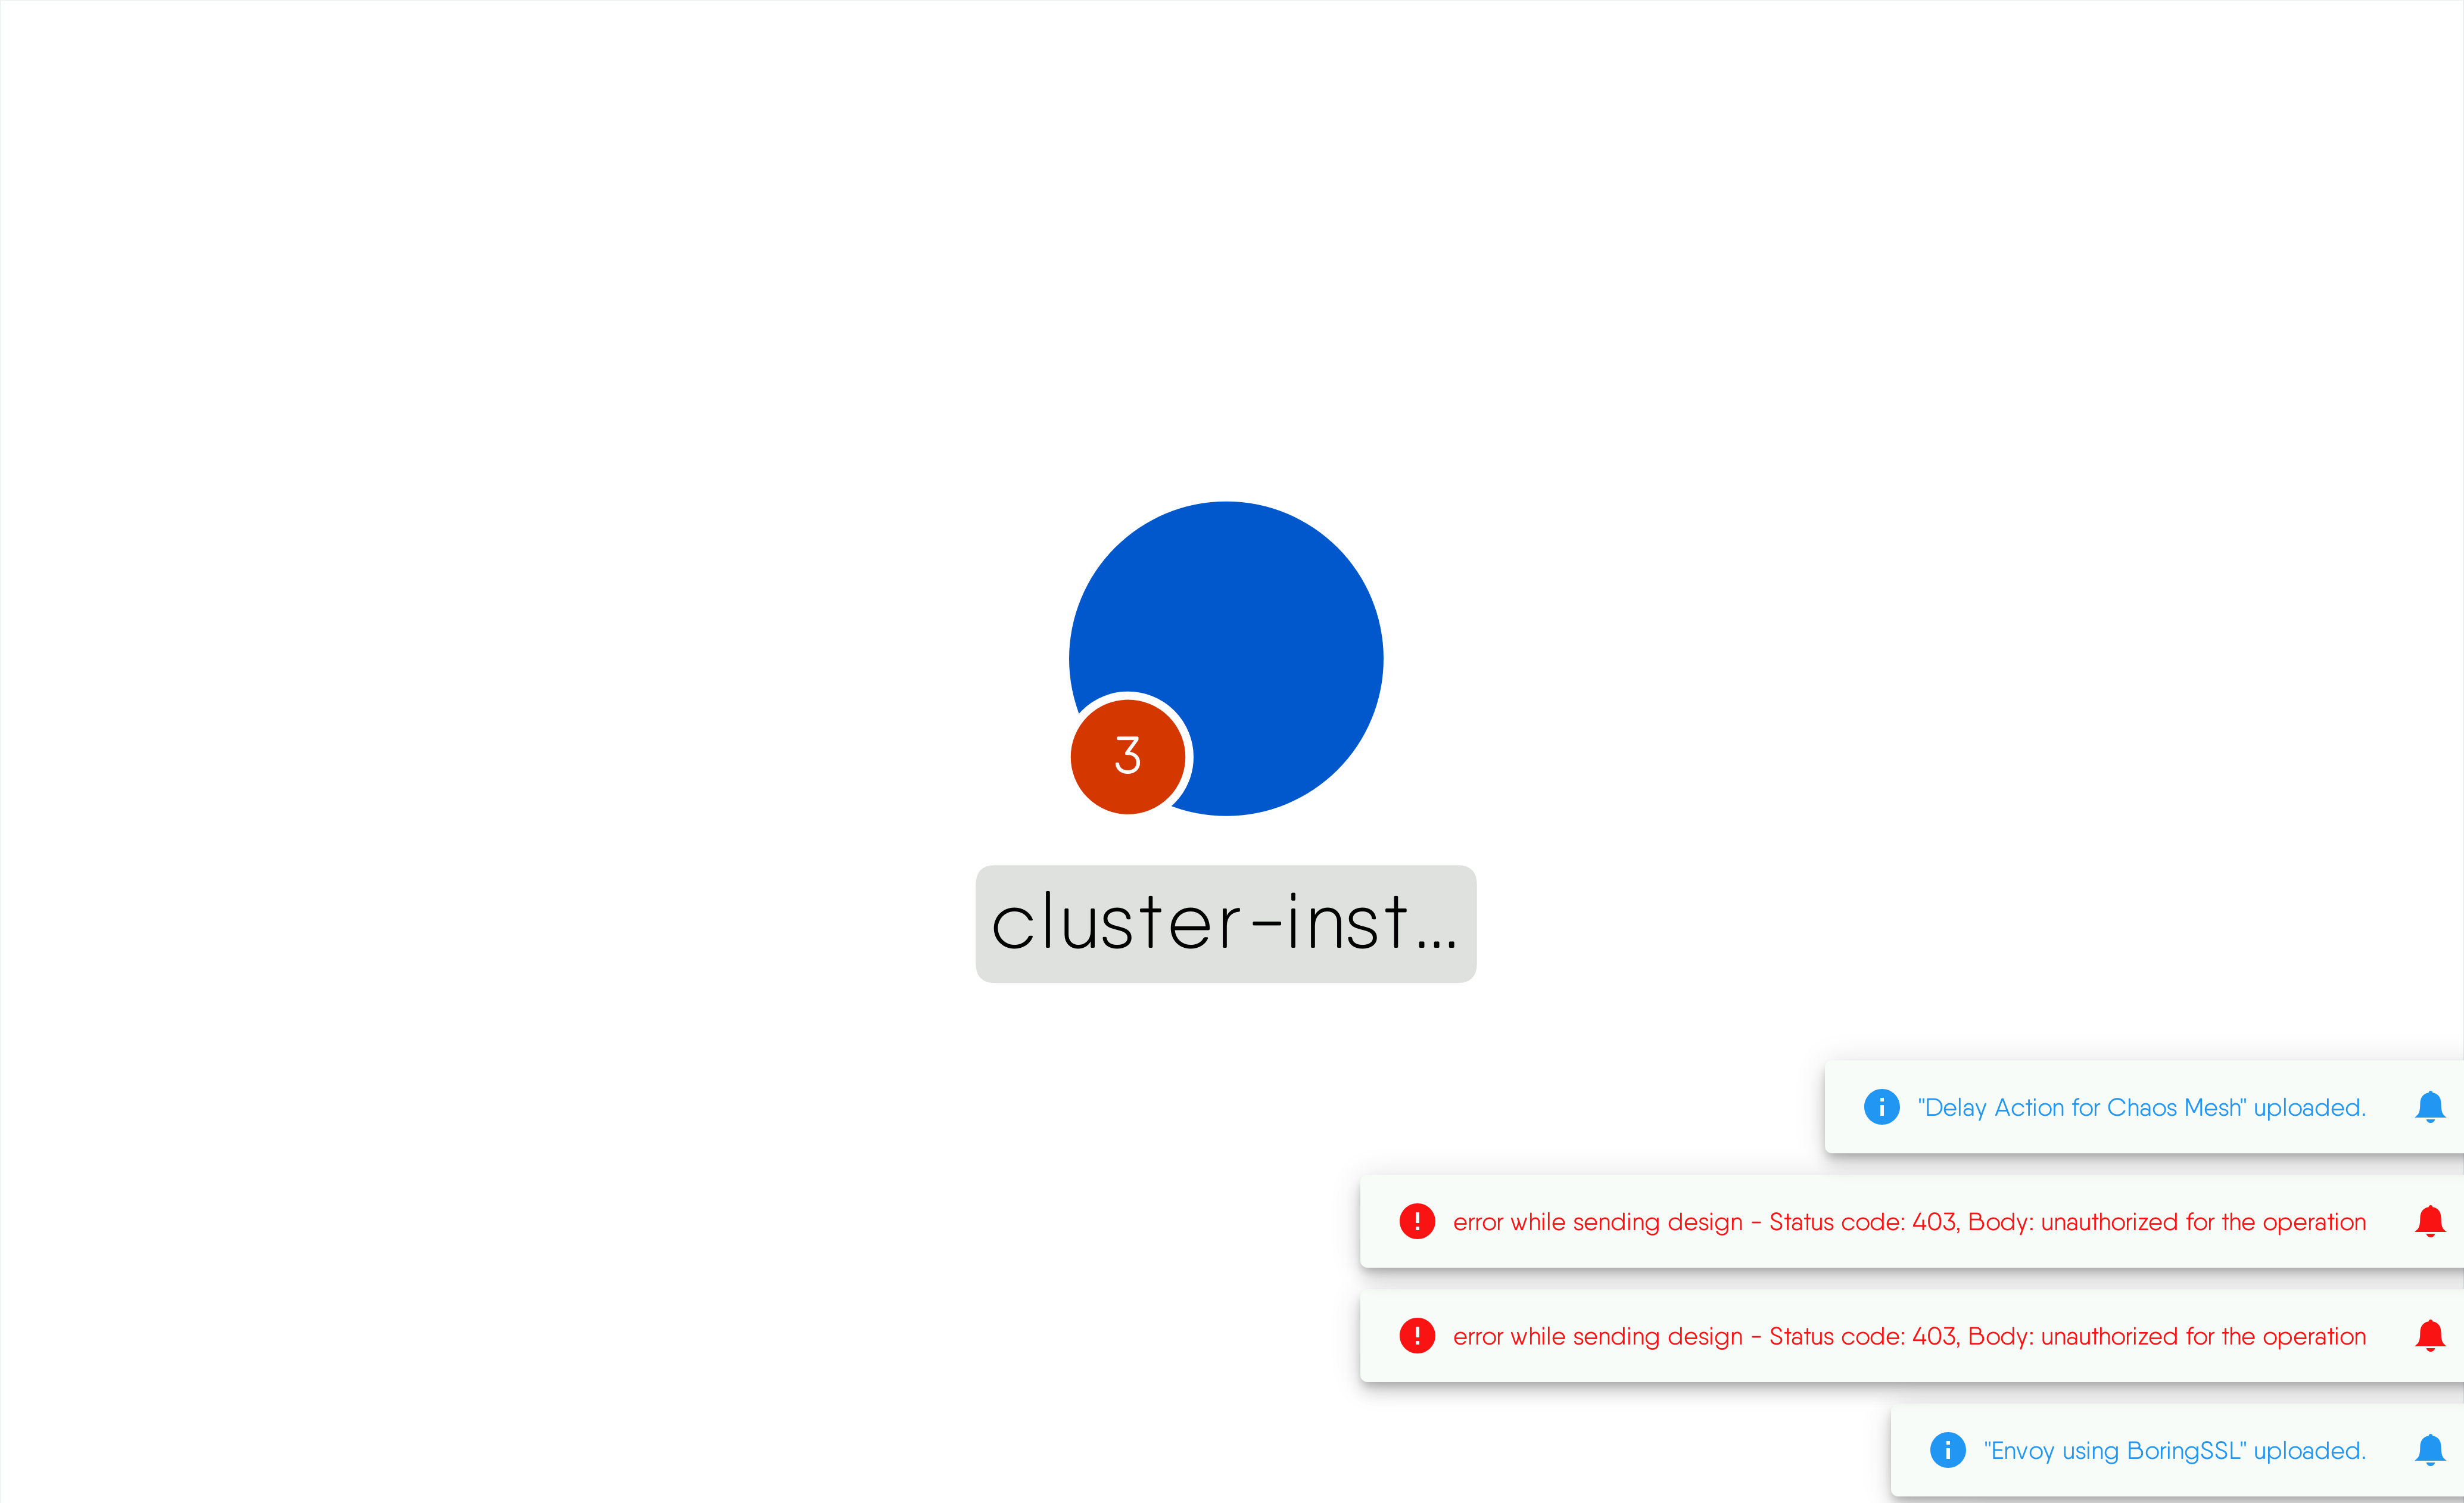 3
cluster-inst...
"Delay Action for Chaos Mesh" uploaded.
error while sending design - Status code: 403, Body: unauthorized for the operation
error while sending design - Status code: 403, Body: unauthorized for the operation
"Envoy using BoringSSL" uploaded.